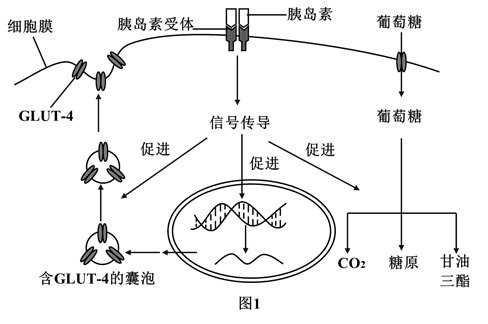 细胞膜
胰岛素受体
胰岛素
葡萄糖
GLUT-4
葡萄糖
信号传导
促进
促进
促进
含GLUT-4的囊泡
CO₂
糖原
甘油
三酯
图1